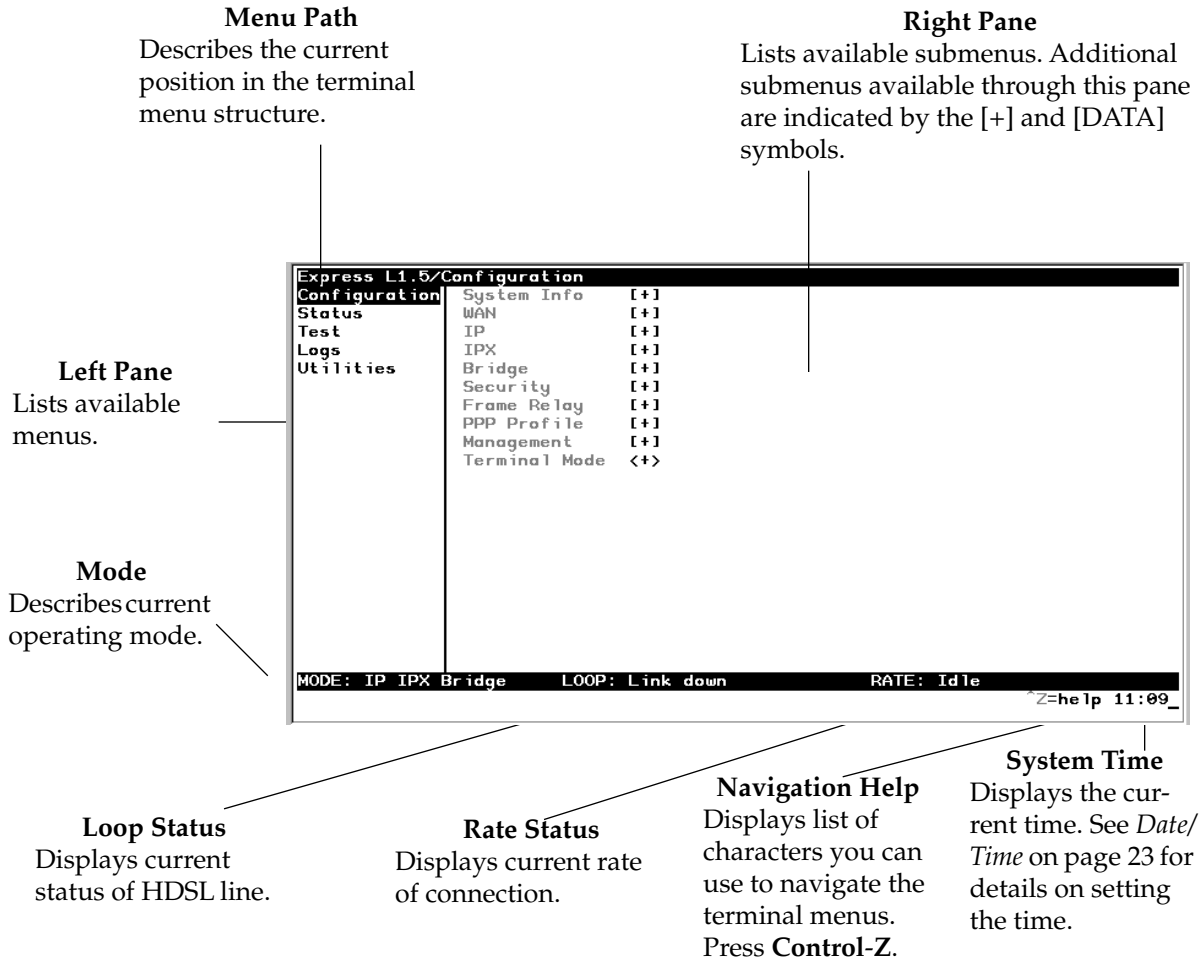 Menu Path
Describes the current
position in the terminal
menu structure.
Right Pane
Lists available submenus. Additional
submenus available through this pane
are indicated by the [+] and [DATA]
symbols.
Express L1.5/Configuration
Configuration System Info [+]
Status WAN [+]
Test IP [+]
Logs IPX [+]
Utilities Bridge [+]
Security [+]
Frame Relay [+]
PPP Profile [+]
Management [+]
Terminal Mode <+>
Left Pane
Lists available
menus.
Mode
Describes current
operating mode.
MODE: IP IPX Bridge LOOP: Link down RATE: Idle
^Z=help 11:09_
Loop Status
Displays current
status of HDSL line.
Rate Status
Displays current rate
of connection.
Navigation Help
Displays list of
characters you can
use to navigate the
terminal menus.
Press Control-Z.
System Time
Displays the cur-
rent time. See Date/
Time on page 23 for
details on setting
the time.